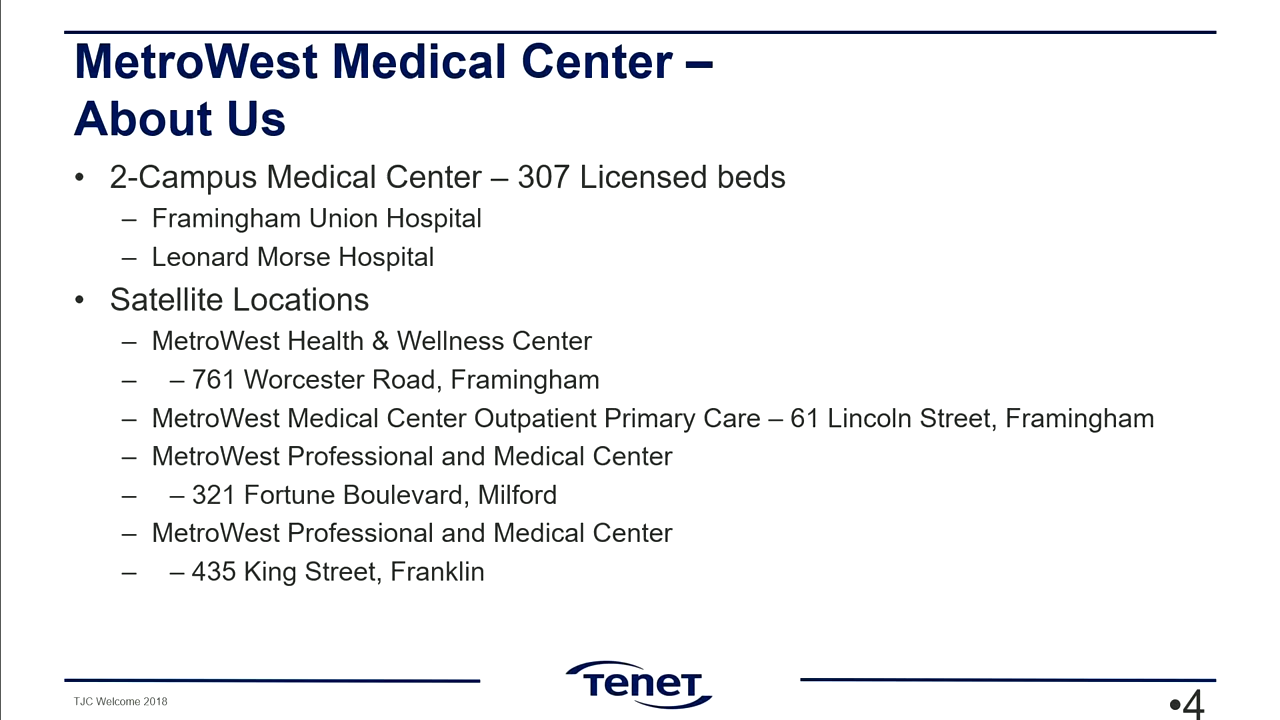 MetroWest Medical Center –
About Us
• 2-Campus Medical Center – 307 Licensed beds
– Framingham Union Hospital
– Leonard Morse Hospital
• Satellite Locations
– MetroWest Health & Wellness Center
– – 761 Worcester Road, Framingham
– MetroWest Medical Center Outpatient Primary Care – 61 Lincoln Street, Framingham
– MetroWest Professional and Medical Center
– – 321 Fortune Boulevard, Milford
– MetroWest Professional and Medical Center
– – 435 King Street, Franklin
TJC Welcome 2018
Tenet
•4